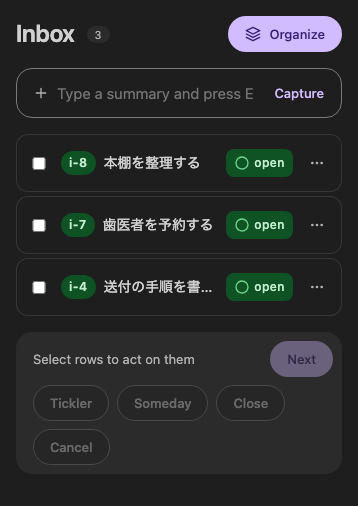 Inbox 3 Organize
+ Type a summary and press E Capture
i-8 本棚を整理する open ...
i-7 歯医者を予約する open ...
i-4 送付の手順を書... open ...
Select rows to act on them Next
Tickler Someday Close
Cancel